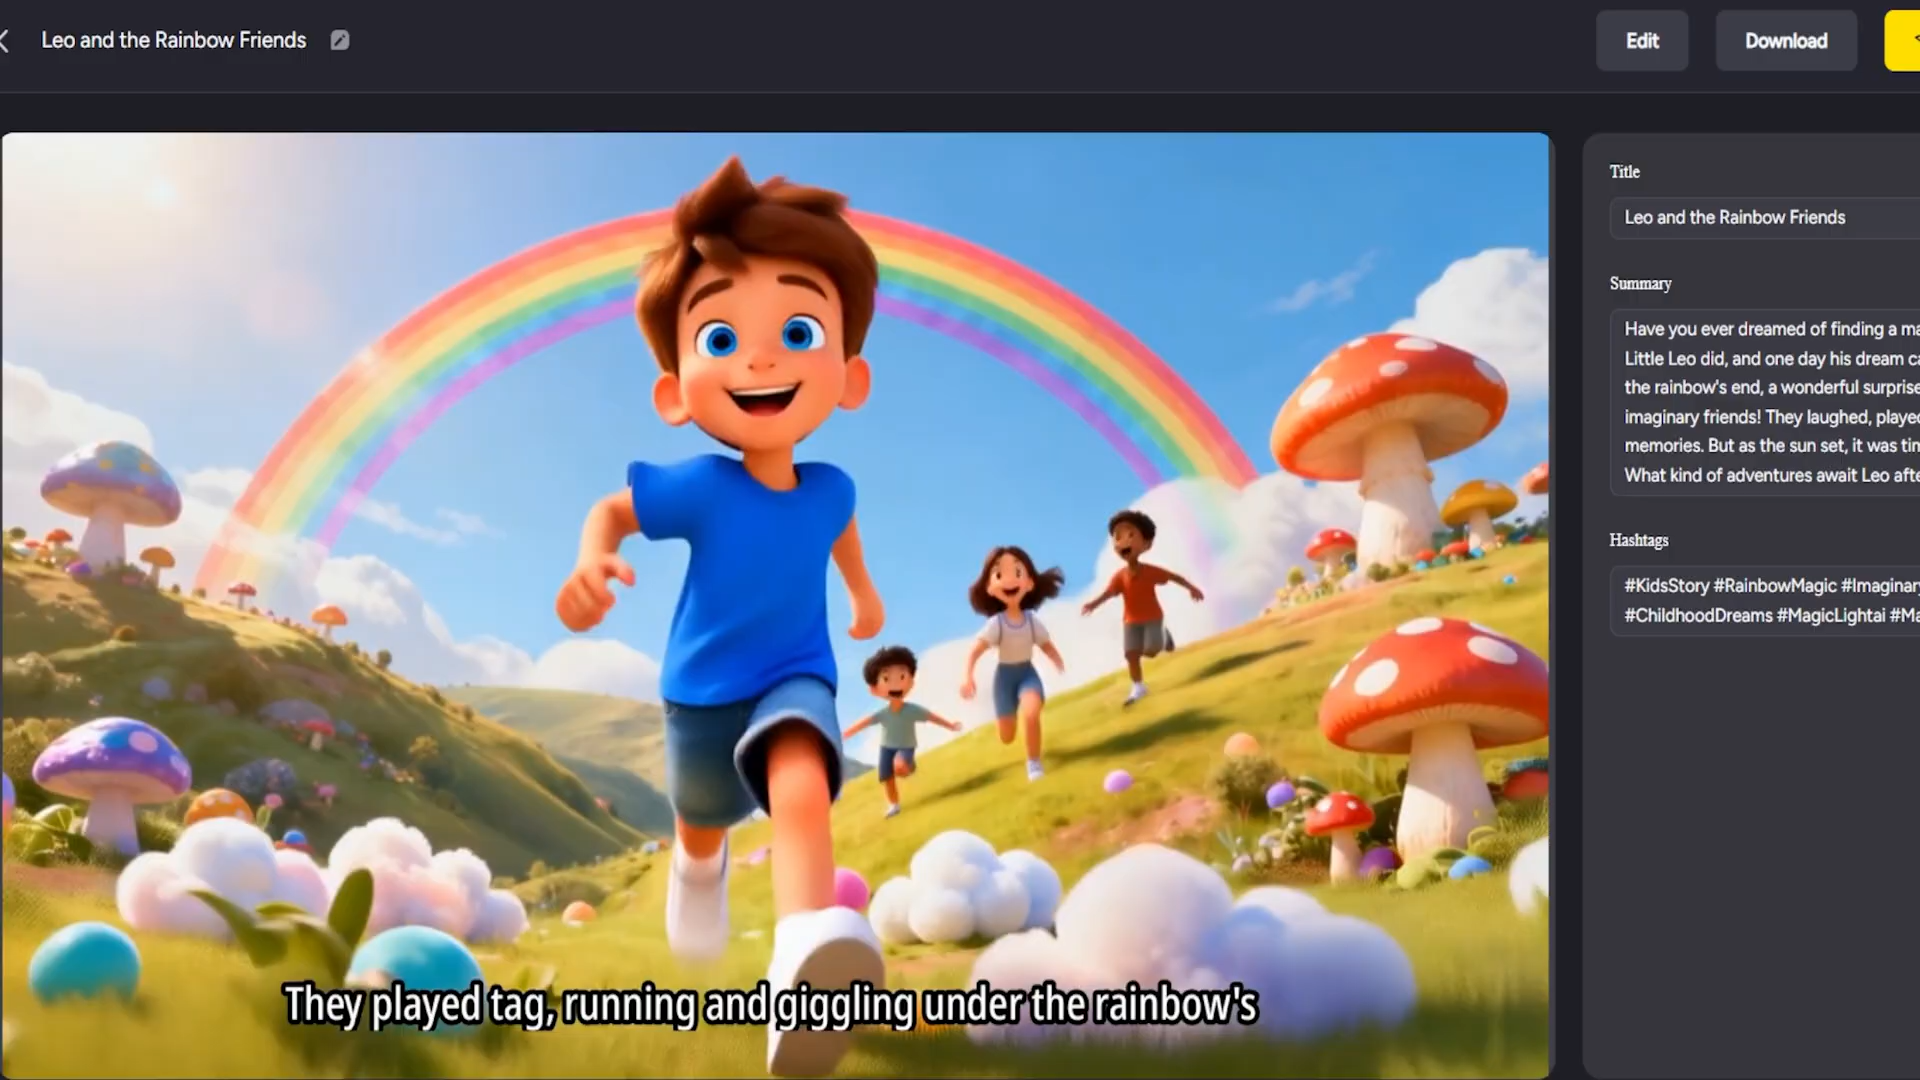 Leo and the Rainbow Friends
Edit
Download
Title
Leo and the Rainbow Friends
Summary
Have you ever dreamed of finding a
Little Leo did, and one day his dream
the rainbow's end, a wonderful surprise
imaginary friends! They laughed, played
memories. But as the sun set, it was
What kind of adventures await Leo
Hashtags
#KidsStory #RainbowMagic
#ChildhoodDreams #MagicLightai
They played tag, running and giggling under the rainbow's